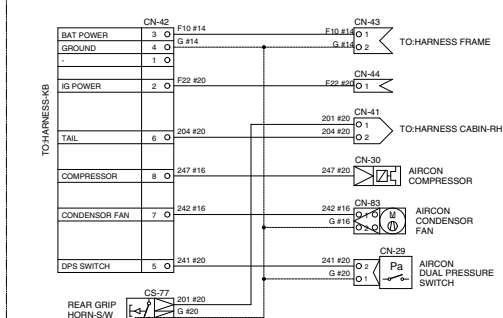 CN-42
BAT POWER 3 F10 #14
GROUND 4 G #14
- 1
IG POWER 2 F22 #20
TAIL 6 204 #20
COMPRESSOR 8 247 #16
CONDENSOR FAN 7 242 #16
DPS SWITCH 5 241 #20
TO:HARNESS-KB
CS-77
REAR GRIP
HORN-S/W
201 #20
G #20
CN-43
F10 #14 1
G #14 2
TO:HARNESS FRAME
CN-44
F22 #20 1
CN-41
201 #20 1
204 #20 2
TO:HARNESS CABIN-RH
CN-30
247 #20
AIRCON
COMPRESSOR
CN-83
242 #16 1
G #16 2
M
AIRCON
CONDENSOR
FAN
CN-29
241 #20 2
G #20 1
Pa
AIRCON
DUAL PRESSURE
SWITCH